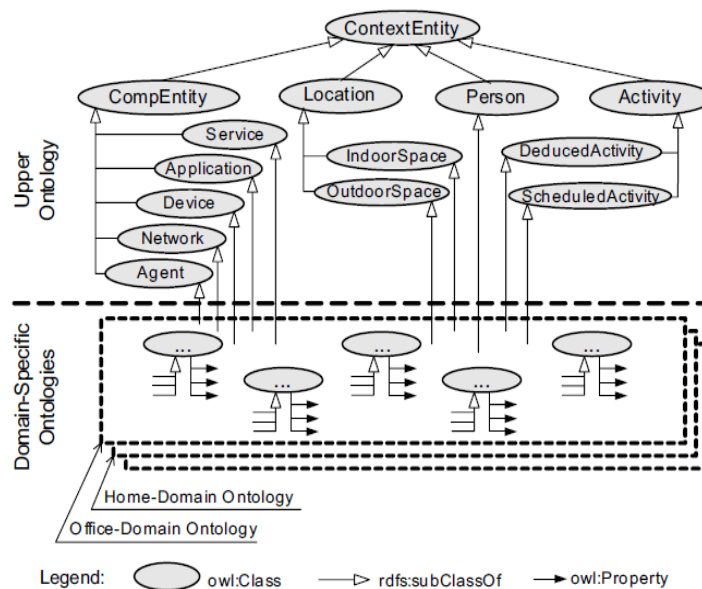 ContextEntity
CompEntity
Location
Person
Activity
Service
Application
Device
Network
Agent
IndoorSpace
OutdoorSpace
DeducedActivity
ScheduledActivity
Upper
Ontology
Domain-Specific
Ontologies
...
...
...
...
...
Home-Domain Ontology
Office-Domain Ontology
Legend: owl:Class rdfs:subClassOf owl:Property